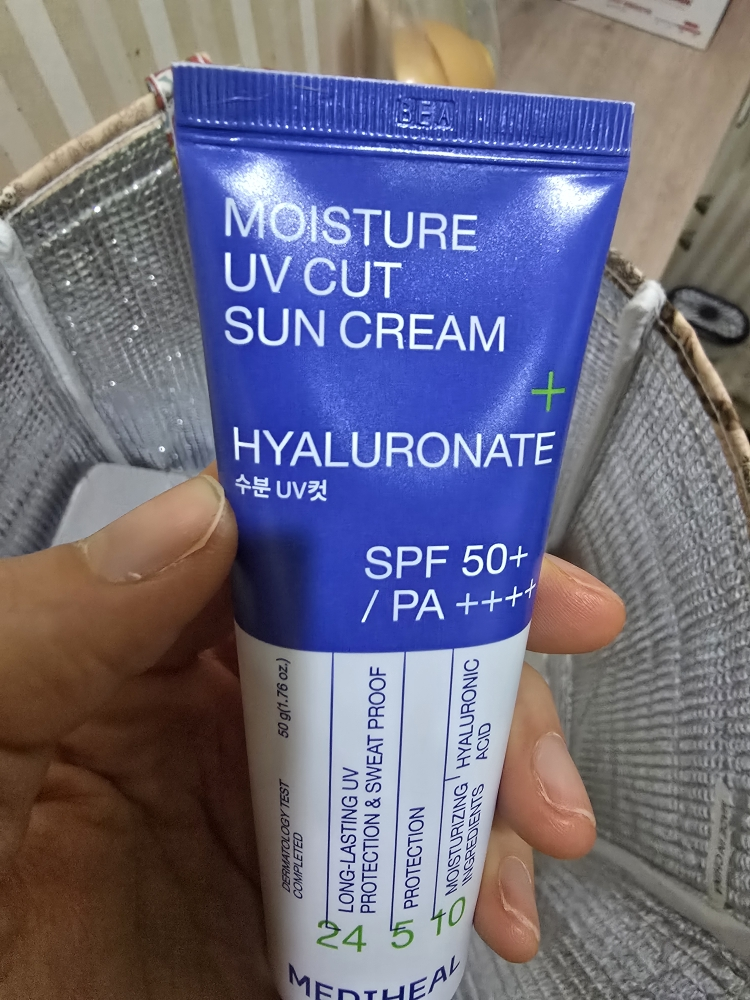 BEA
MOISTURE
UV CUT
SUN CREAM
+
HYALURONATE
수분 UV컷
SPF 50+
/ PA ++++
DERMATOLOGY TEST
COMPLETED
50 g(1.76 oz.)
24
LONG-LASTING UV
PROTECTION & SWEAT PROOF
5
PROTECTION
10
MOISTURIZING
INGREDIENTS
/
HYALURONIC
ACID
MEDIHEAL